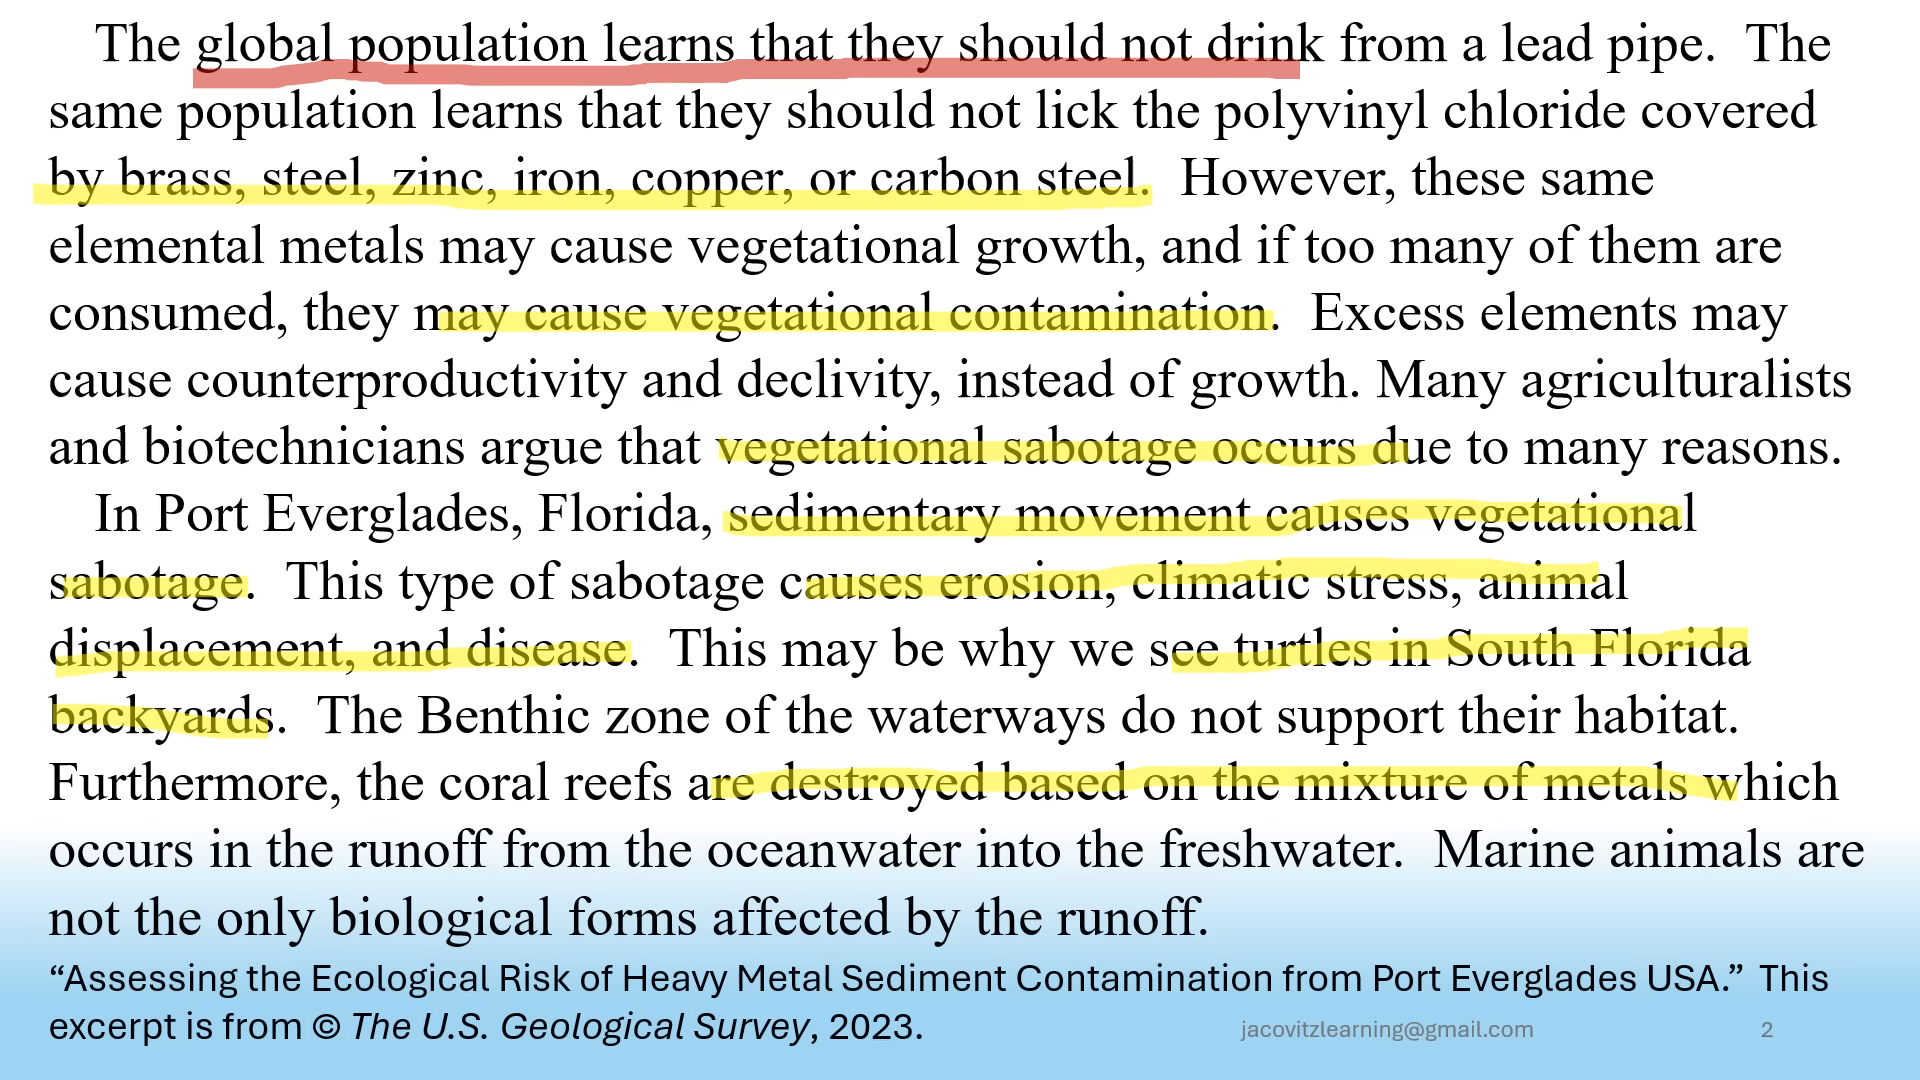 The global population learns that they should not drink from a lead pipe.  The
same population learns that they should not lick the polyvinyl chloride covered
by brass, steel, zinc, iron, copper, or carbon steel.  However, these same
elemental metals may cause vegetational growth, and if too many of them are
consumed, they may cause vegetational contamination.  Excess elements may
cause counterproductivity and declivity, instead of growth. Many agriculturalists
and biotechnicians argue that vegetational sabotage occurs due to many reasons.
In Port Everglades, Florida, sedimentary movement causes vegetational
sabotage.  This type of sabotage causes erosion, climatic stress, animal
displacement, and disease.  This may be why we see turtles in South Florida
backyards.  The Benthic zone of the waterways do not support their habitat.
Furthermore, the coral reefs are destroyed based on the mixture of metals which
occurs in the runoff from the oceanwater into the freshwater.  Marine animals are
not the only biological forms affected by the runoff.
“Assessing the Ecological Risk of Heavy Metal Sediment Contamination from Port Everglades USA.”  This
excerpt is from © The U.S. Geological Survey, 2023.
jacovitzlearning@gmail.com 2